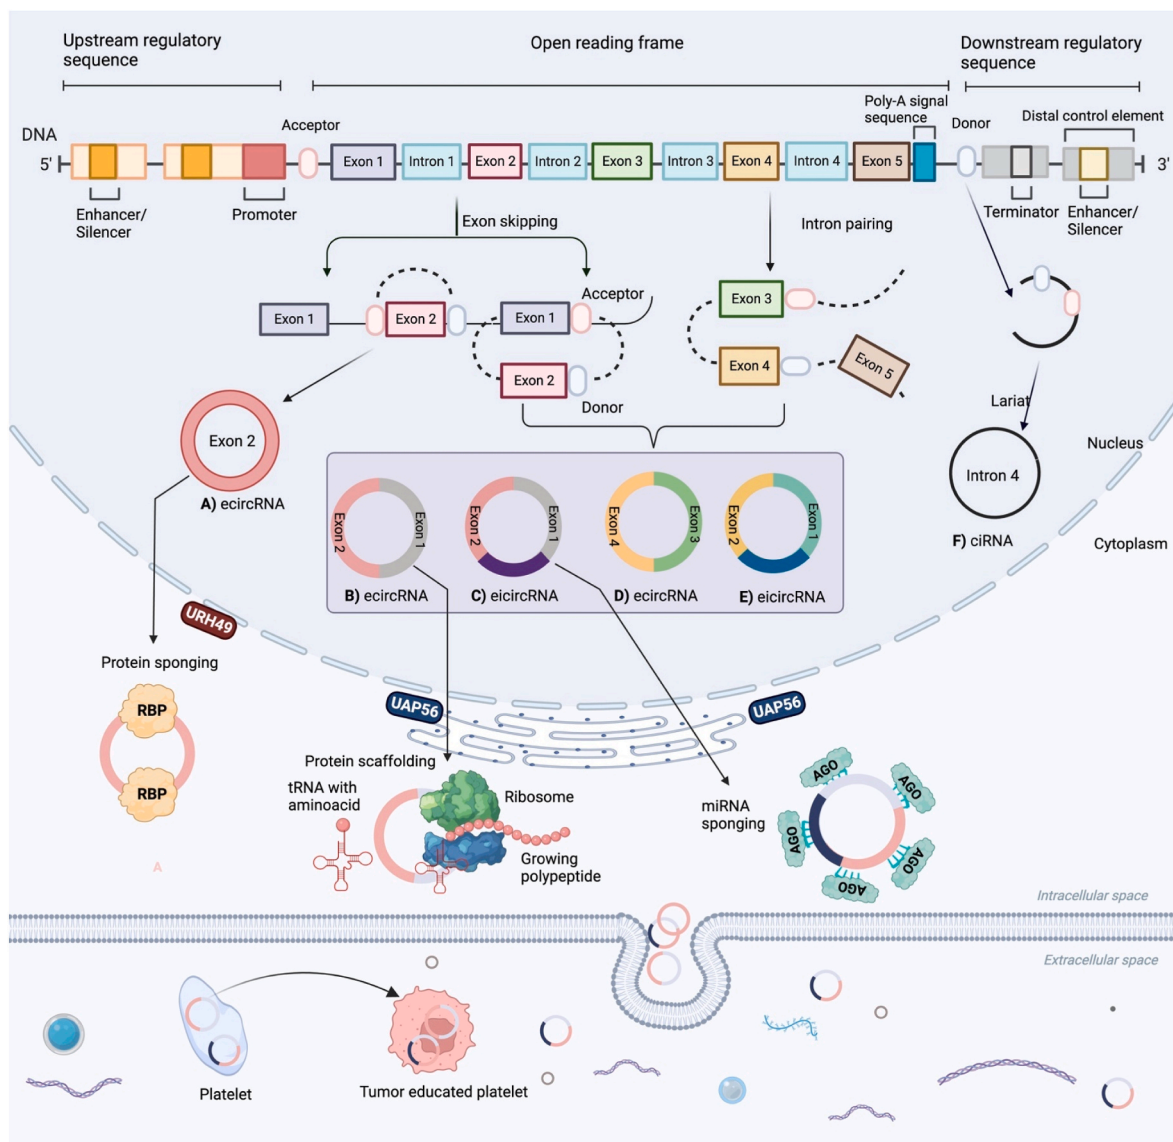 Upstream regulatory
sequence
Open reading frame
Downstream regulatory
sequence
Poly-A signal
sequence
Acceptor
Donor
Distal control element
DNA
5'
Exon 1
Intron 1
Exon 2
Intron 2
Exon 3
Intron 3
Exon 4
Intron 4
Exon 5
3'
Enhancer/
Silencer
Promoter
Terminator
Enhancer/
Silencer
Exon skipping
Intron pairing
Acceptor
Exon 1
Exon 2
Exon 1
Exon 2
Donor
Exon 3
Exon 4
Exon 5
Lariat
Exon 2
A) ecircRNA
Nucleus
Intron 4
F) ciRNA
Cytoplasm
Exon 2
Exon 1
B) ecircRNA
Exon 2
Exon 1
C) eicircRNA
Exon 4
Exon 3
D) ecircRNA
Exon 2
Exon 1
E) eicircRNA
URH49
Protein sponging
RBP
RBP
A
UAP56
UAP56
Protein scaffolding
tRNA with
aminoacid
Ribosome
Growing
polypeptide
miRNA
sponging
AGO
AGO
AGO
AGO
AGO
Intracellular space
Extracellular space
Platelet
Tumor educated platelet